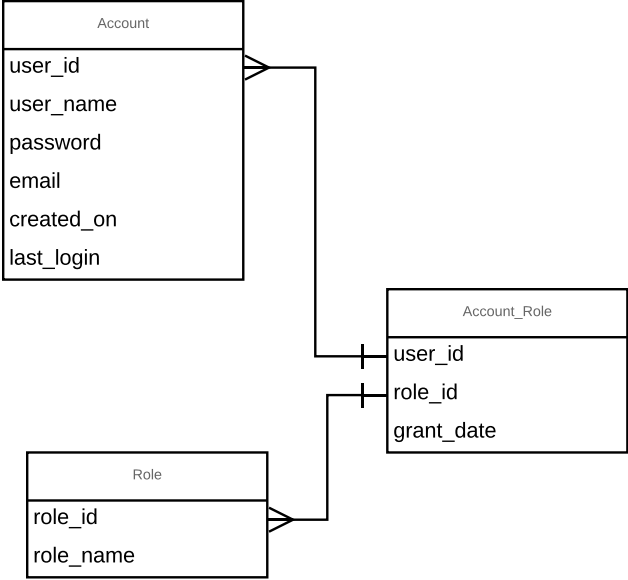 Account
user_id
user_name
password
email
created_on
last_login
Account_Role
user_id
role_id
grant_date
Role
role_id
role_name